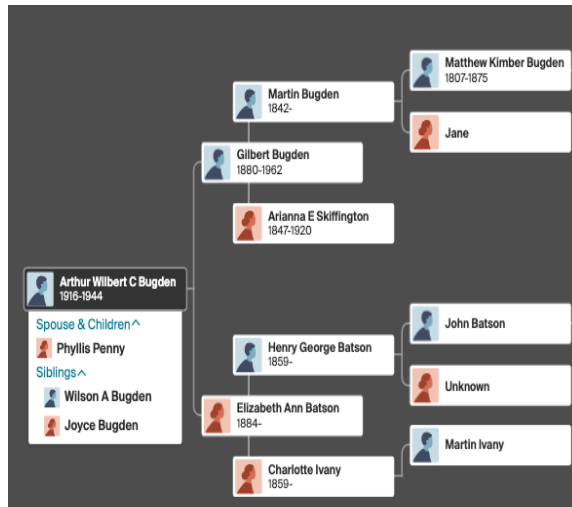 Matthew Kimber Bugden
1807-1875
Martin Bugden
1842-
Jane
Gilbert Bugden
1880-1962
Arianna E Skiffington
1847-1920
Arthur Wilbert C Bugden
1916-1944
Spouse & Children
Phyllis Penny
Siblings
Wilson A Bugden
Joyce Bugden
John Batson
Henry George Batson
1859-
Unknown
Elizabeth Ann Batson
1884-
Martin Ivany
Charlotte Ivany
1859-